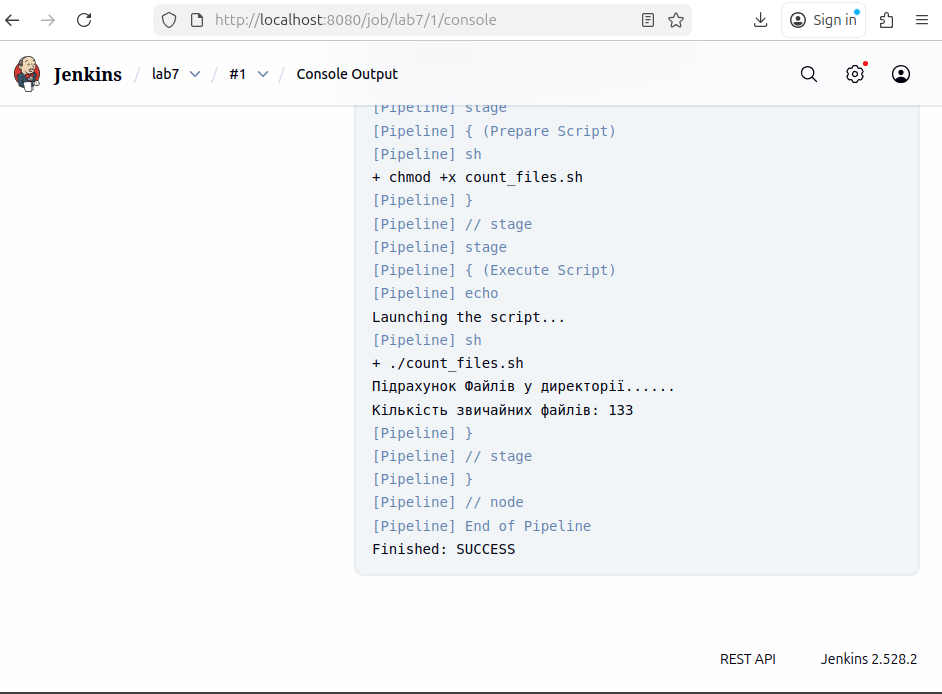 http://localhost:8080/job/lab7/1/console
Sign in
Jenkins / lab7 / #1 / Console Output
[Pipeline] stage
[Pipeline] { (Prepare Script)
[Pipeline] sh
+ chmod +x count_files.sh
[Pipeline] }
[Pipeline] // stage
[Pipeline] stage
[Pipeline] { (Execute Script)
[Pipeline] echo
Launching the script...
[Pipeline] sh
+ ./count_files.sh
Підрахунок Файлів у директорії......
Кількість звичайних файлів: 133
[Pipeline] }
[Pipeline] // stage
[Pipeline] }
[Pipeline] // node
[Pipeline] End of Pipeline
Finished: SUCCESS
REST API
Jenkins 2.528.2